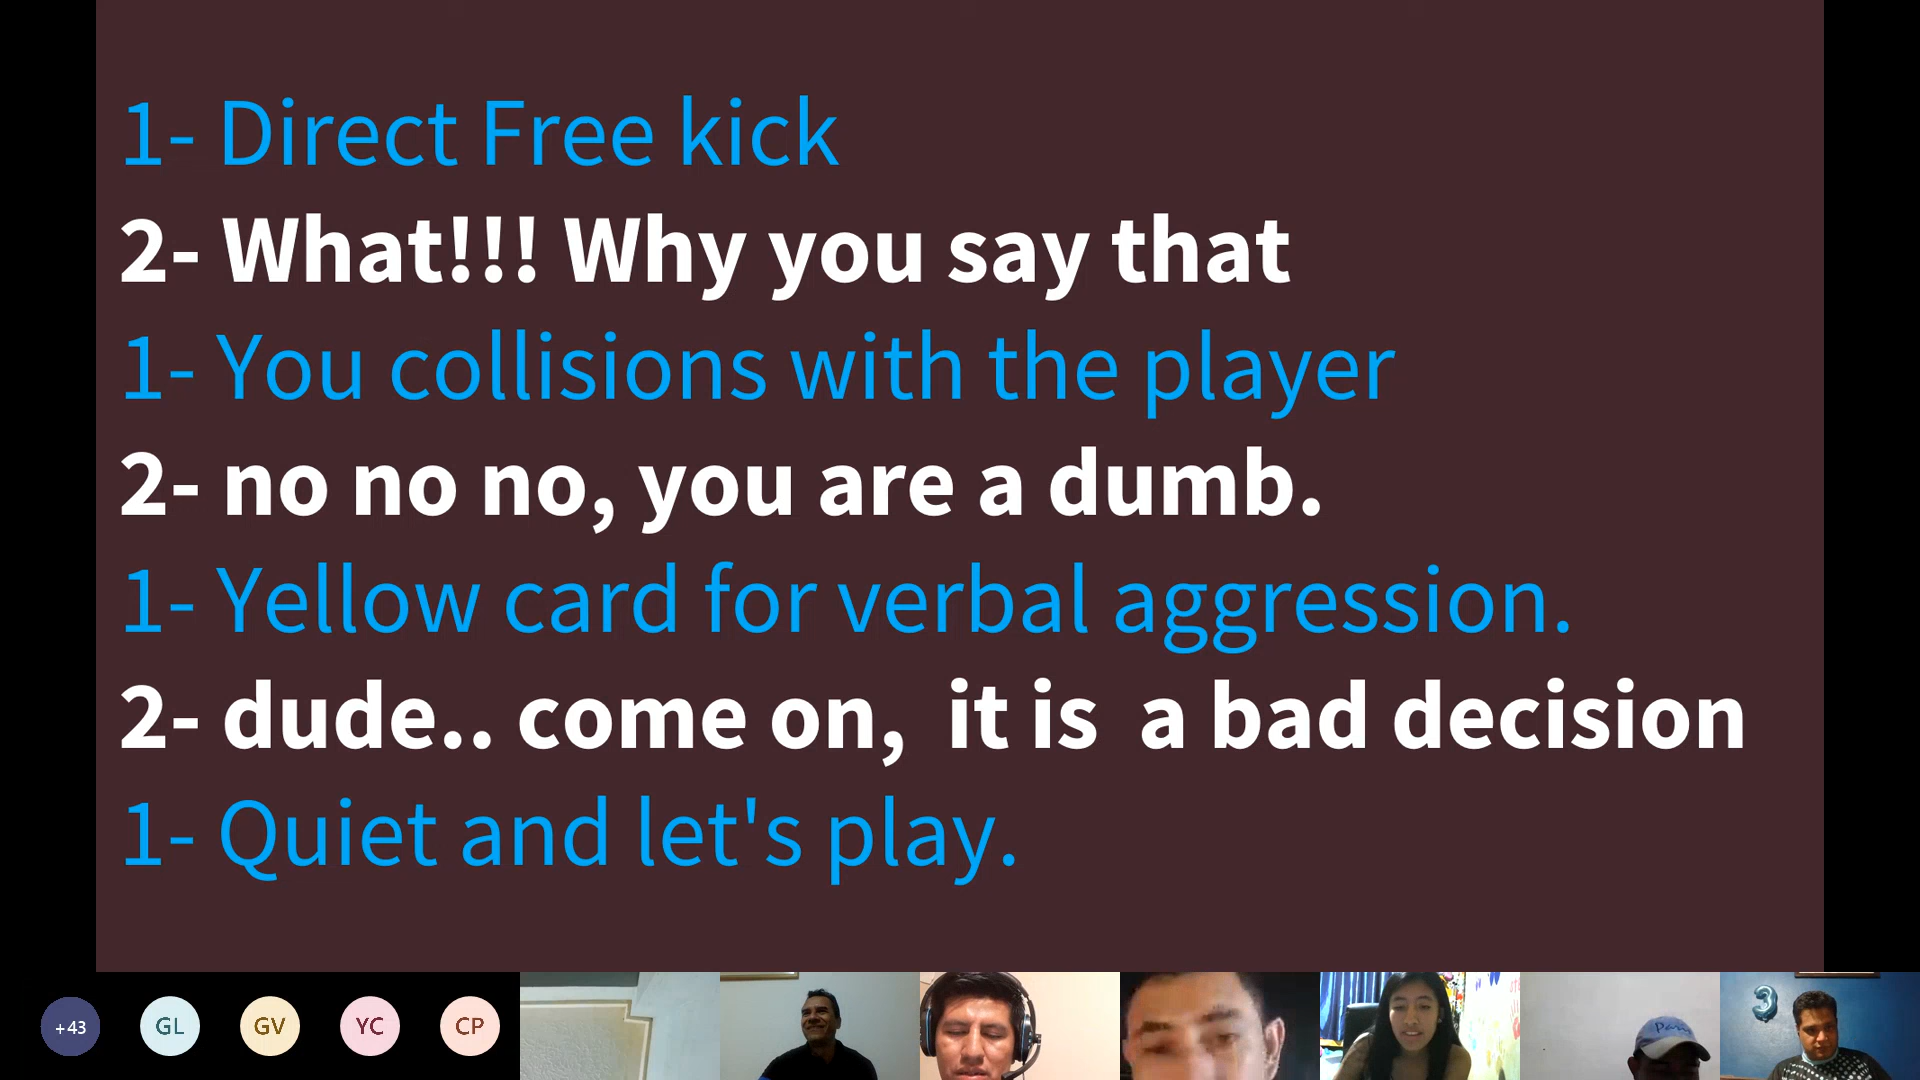 1- Direct Free kick
2- What!!! Why you say that
1- You collisions with the player
2- no no no, you are a dumb.
1- Yellow card for verbal aggression.
2- dude.. come on,  it is  a bad decision
1- Quiet and let's play.
+43 GL GV YC CP
3